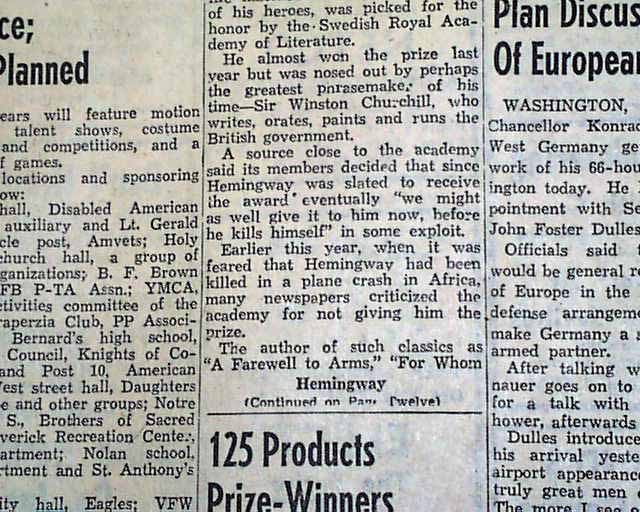 ce;
Planned
ears will feature motion
talent shows, costume
and competitions, and a
f games.
locations and sponsoring
ow:
hall, Disabled American
auxiliary and Lt. Gerald
cle post, Amvets; Holy
church hall, a group of
ganizations; B. F. Brown
FB P-TA Assn.; YMCA,
ctivities committee of the
raperzia Club, PP Associ-
Bernard's high school,
Council, Knights of Co-
and Post 10, American
West street hall, Daughters
e and other groups; Notre
S., Brothers of Sacred
verick Recreation Center,
artment; Nolan school,
rtment and St. Anthony's
ity hall, Eagles; VFW
of his heroes, was picked for the
honor by the Swedish Royal Aca-
demy of Literature.
He almost won the prize last
year but was nosed out by perhaps
the greatest phrasemaker of his
time—Sir Winston Churchill, who
writes, orates, paints and runs the
British government.
A source close to the academy
said its members decided that since
Hemingway was slated to receive
the award eventually "we might
as well give it to him now, before
he kills himself" in some exploit.
Earlier this year, when it was
feared that Hemingway had been
killed in a plane crash in Africa,
many newspapers criticized the
academy for not giving him the
prize.
The author of such classics as
"A Farewell to Arms," "For Whom
Hemingway
(Continued on Page Twelve)
125 Products
Prize-Winners
Plan Discus
Of European
WASHINGTON,
Chancellor Konrad
West Germany ge
work of his 66-hou
ington today. He
pointment with Se
John Foster Dulles
Officials said t
would be general re
of Europe in the
defense arrangeme
make Germany a s
armed partner.
After talking w
nauer goes on to
for a talk with
hower, afterwards
Dulles introduce
his arrival yeste
airport appearanc
truly great men
The more I see o